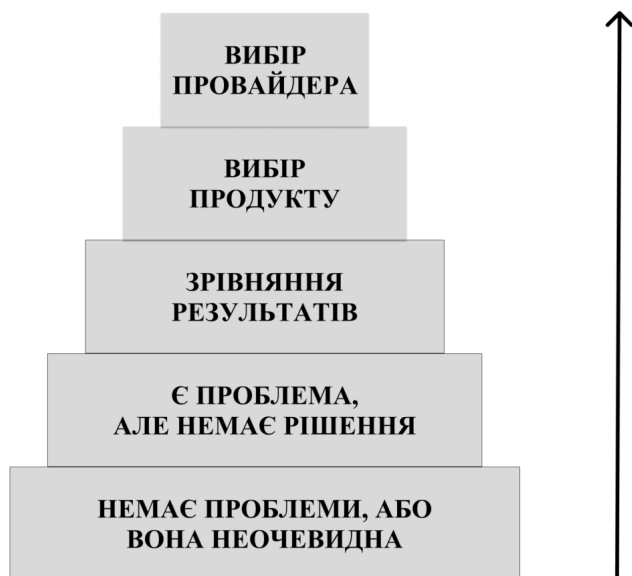 ВИБІР
ПРОВАЙДЕРА
ВИБІР
ПРОДУКТУ
ЗРІВНЯННЯ
РЕЗУЛЬТАТІВ
Є ПРОБЛЕМА,
АЛЕ НЕМАЄ РІШЕННЯ
НЕМАЄ ПРОБЛЕМИ, АБО
ВОНА НЕОЧЕВИДНА